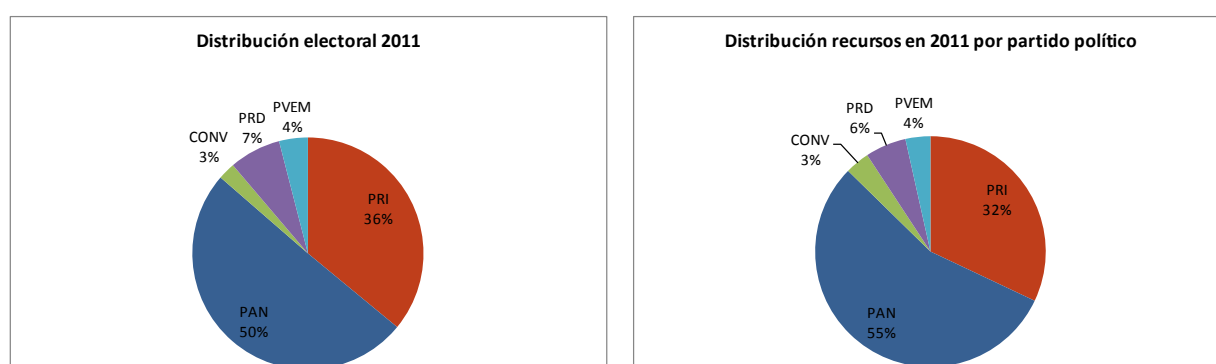 Distribución electoral 2011
PVEM
4%
PRD
7%
CONV
3%
PRI
36%
PAN
50%
Distribución recursos en 2011 por partido político
PVEM
4%
PRD
6%
CONV
3%
PRI
32%
PAN
55%